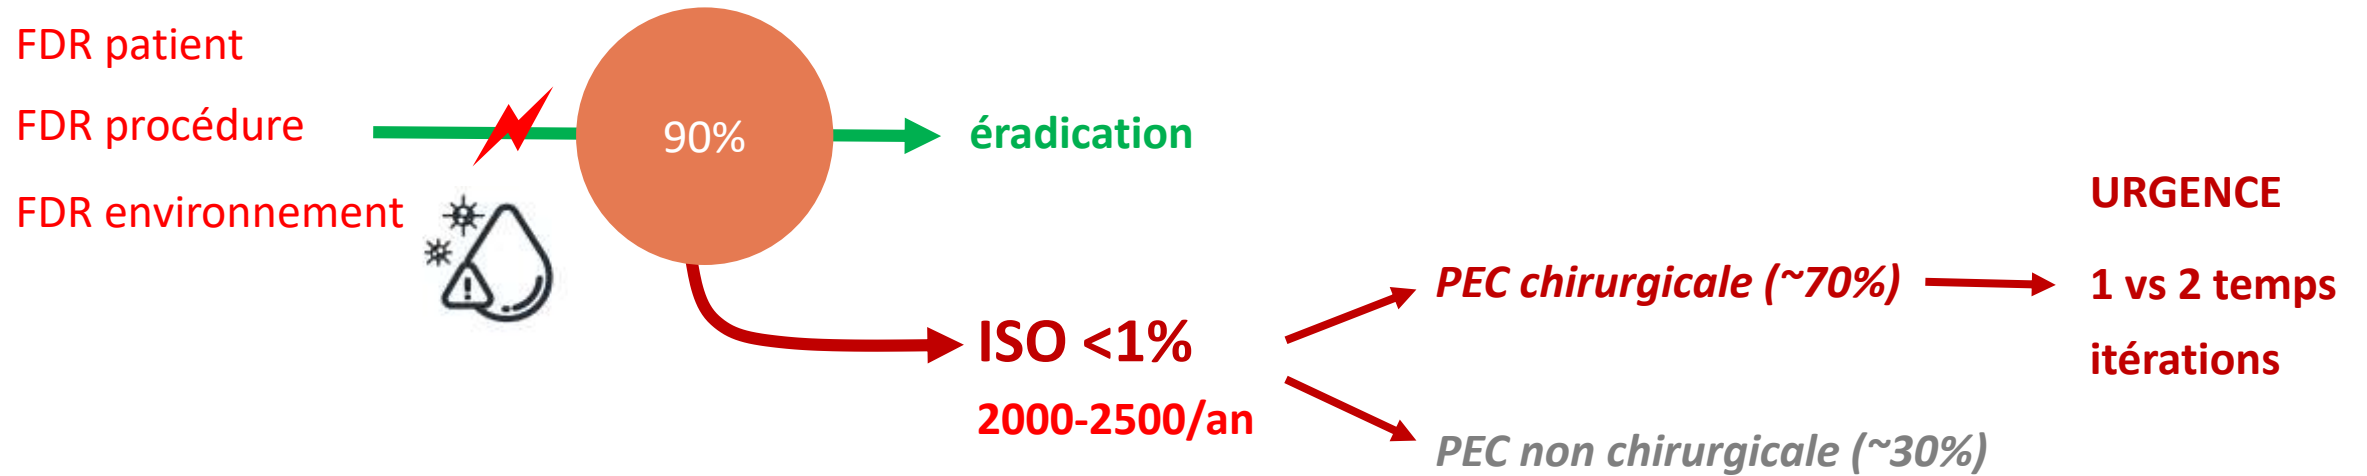 FDR patient
FDR procédure
FDR environnement
90%
éradication
ISO <1%
2000-2500/an
PEC chirurgicale (~70%)
PEC non chirurgicale (~30%)
URGENCE
1 vs 2 temps
itérations